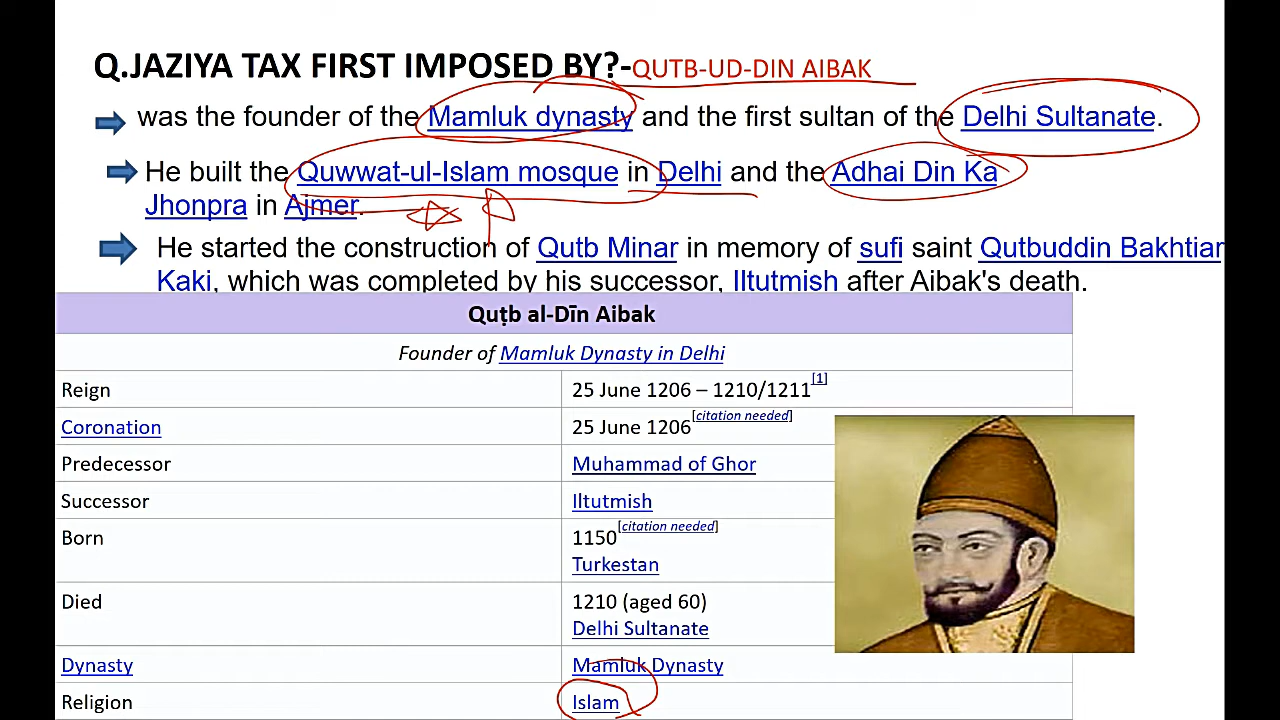 Q.JAZIYA TAX FIRST IMPOSED BY?-QUTB-UD-DIN AIBAK
was the founder of the Mamluk dynasty and the first sultan of the Delhi Sultanate.
He built the Quwwat-ul-Islam mosque in Delhi and the Adhai Din Ka
Jhonpra in Ajmer.
He started the construction of Qutb Minar in memory of sufi saint Qutbuddin Bakhtiar
Kaki, which was completed by his successor, Iltutmish after Aibak's death.
Quṭb al-Dīn Aibak
Founder of Mamluk Dynasty in Delhi
Reign 25 June 1206 – 1210/1211[1]
Coronation 25 June 1206[citation needed]
Predecessor Muhammad of Ghor
Successor Iltutmish
Born 1150[citation needed]
Turkestan
Died 1210 (aged 60)
Delhi Sultanate
Dynasty Mamluk Dynasty
Religion Islam